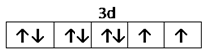 3d
↑↓ ↑↓ ↑↓ ↑ ↑